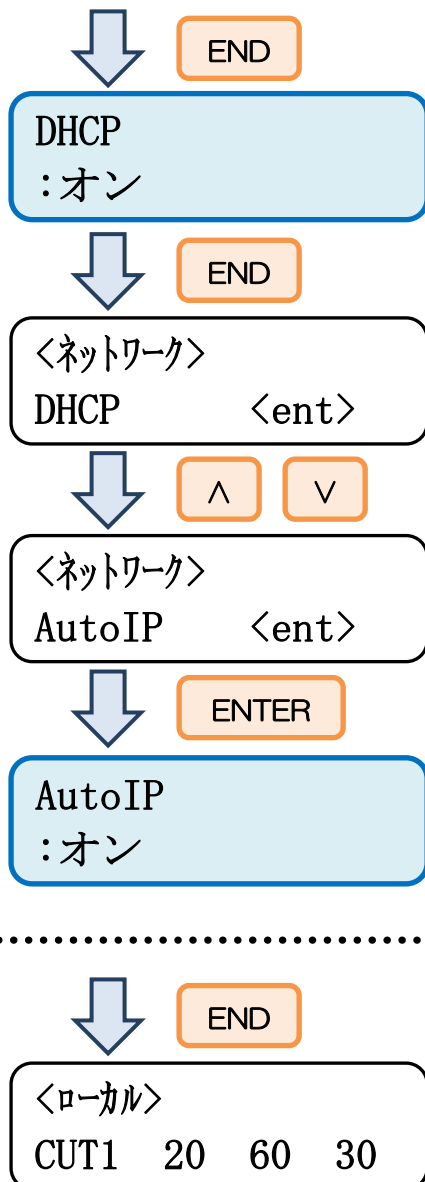 END
DHCP
:オン
END
<ﾈｯﾄﾜｰｸ>
DHCP <ent>
∧ ∨
<ﾈｯﾄﾜｰｸ>
AutoIP <ent>
ENTER
AutoIP
:オン
END
<ﾛｰｶﾙ>
CUT1 20 60 30